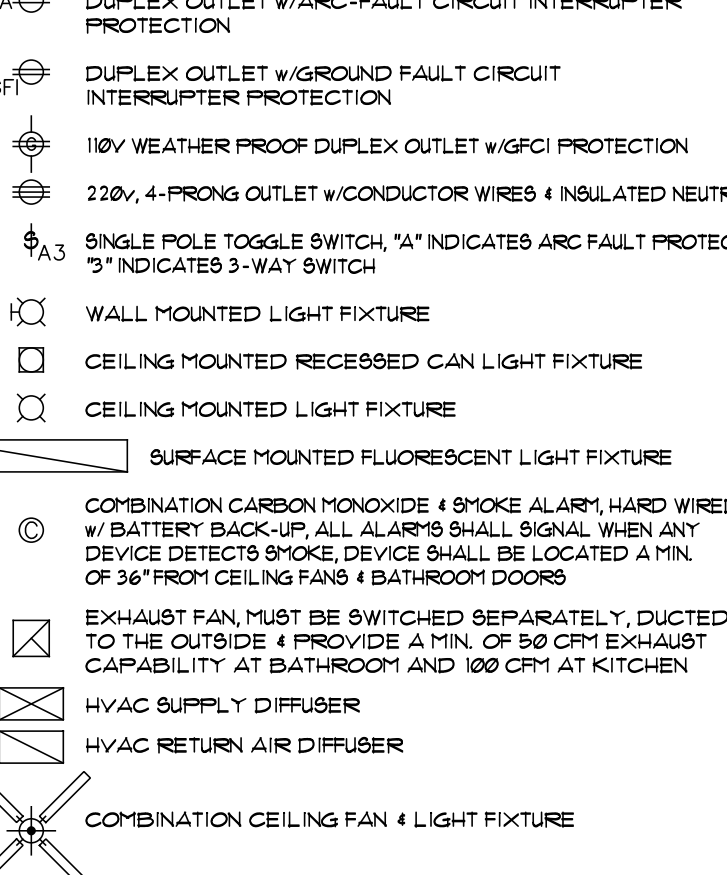 DUPLEX OUTLET w/ARC-FAULT CIRCUIT INTERRUPTER
PROTECTION
GFI
DUPLEX OUTLET w/GROUND FAULT CIRCUIT
INTERRUPTER PROTECTION
G
110V WEATHER PROOF DUPLEX OUTLET w/GFCI PROTECTION
220v, 4-PRONG OUTLET w/CONDUCTOR WIRES & INSULATED NEUTR
$A3
SINGLE POLE TOGGLE SWITCH, "A" INDICATES ARC FAULT PROTEC
"3" INDICATES 3-WAY SWITCH
WALL MOUNTED LIGHT FIXTURE
CEILING MOUNTED RECESSED CAN LIGHT FIXTURE
CEILING MOUNTED LIGHT FIXTURE
SURFACE MOUNTED FLUORESCENT LIGHT FIXTURE
COMBINATION CARBON MONOXIDE & SMOKE ALARM, HARD WIRED
©
w/ BATTERY BACK-UP, ALL ALARMS SHALL SIGNAL WHEN ANY
DEVICE DETECTS SMOKE, DEVICE SHALL BE LOCATED A MIN.
OF 36" FROM CEILING FANS & BATHROOM DOORS
EXHAUST FAN, MUST BE SWITCHED SEPARATELY, DUCTED
TO THE OUTSIDE & PROVIDE A MIN. OF 50 CFM EXHAUST
CAPABILITY AT BATHROOM AND 100 CFM AT KITCHEN
HVAC SUPPLY DIFFUSER
HVAC RETURN AIR DIFFUSER
COMBINATION CEILING FAN & LIGHT FIXTURE